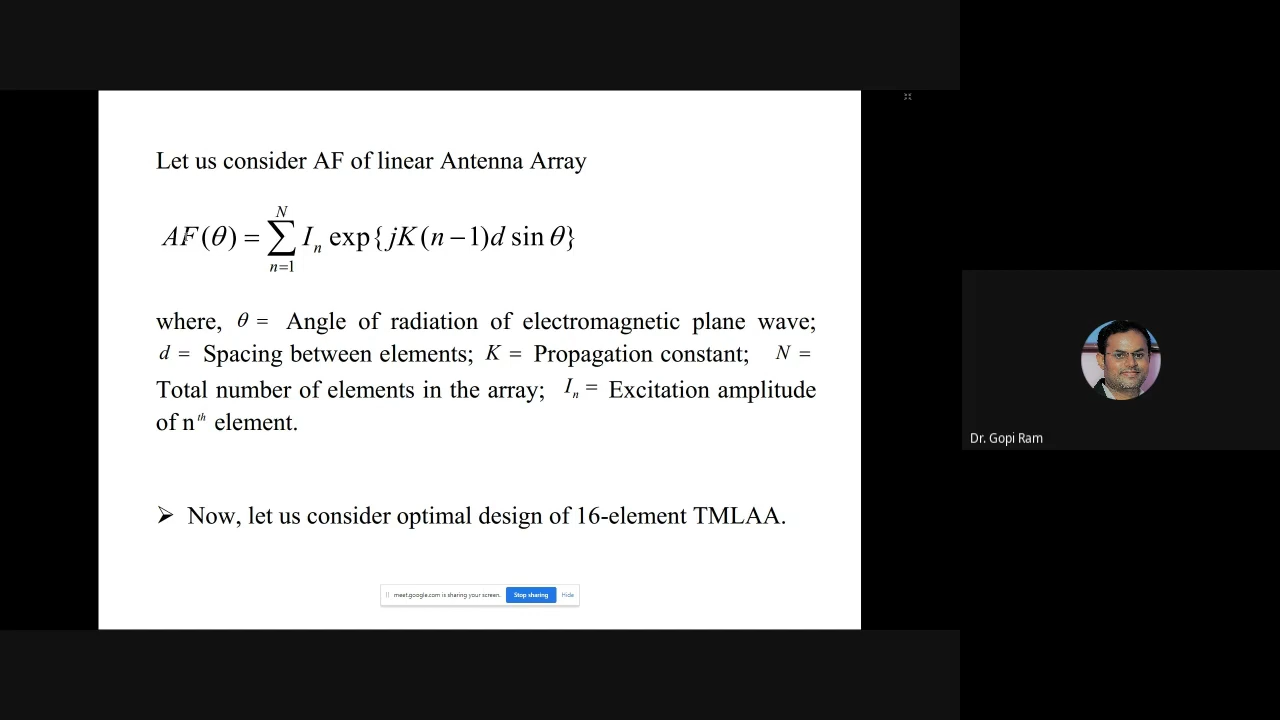 Let us consider AF of linear Antenna Array
N
AF(θ) = ∑ I_n exp{jK(n−1)d sin θ}
n=1
where, θ = Angle of radiation of electromagnetic plane wave;
d = Spacing between elements; K = Propagation constant; N =
Total number of elements in the array; I_n = Excitation amplitude
of n^th element.
➢ Now, let us consider optimal design of 16-element TMLAA.
meet.google.com is sharing your screen. Stop sharing Hide
Dr. Gopi Ram